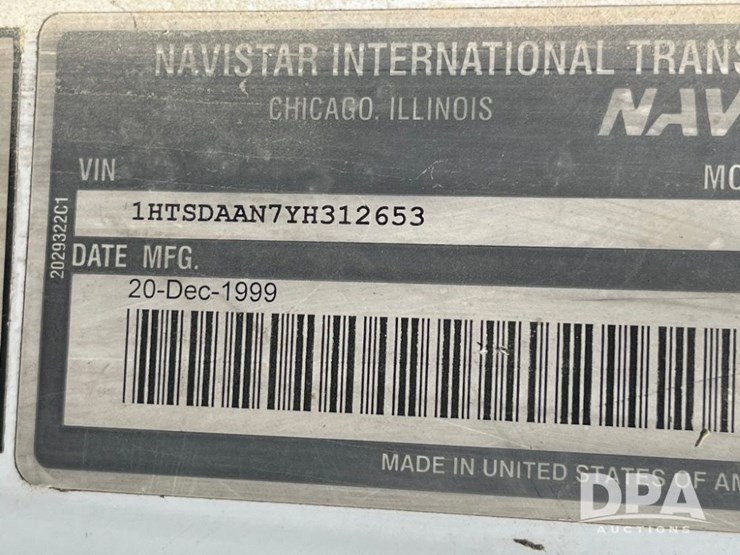 NAVISTAR INTERNATIONAL TRANS
CHICAGO, ILLINOIS
NAV
VIN
MO
1HTSDAAN7YH312653
2029322C1
DATE MFG.
20-Dec-1999
MADE IN UNITED STATES OF AM
DPA
AUCTIONS